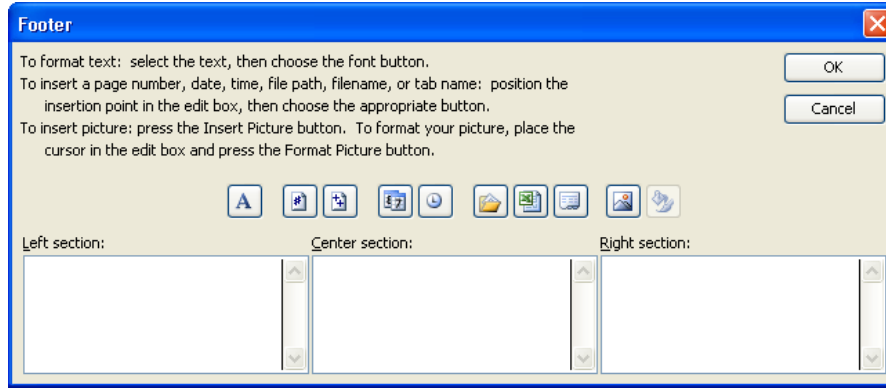 Footer
To format text: select the text, then choose the font button.
To insert a page number, date, time, file path, filename, or tab name: position the
insertion point in the edit box, then choose the appropriate button.
To insert picture: press the Insert Picture button. To format your picture, place the
cursor in the edit box and press the Format Picture button.
OK
Cancel
A
Left section:
Center section:
Right section: